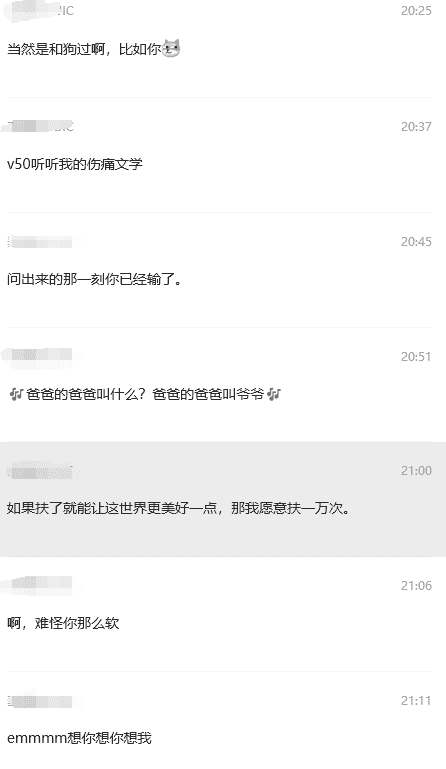 IC
20:25
当然是和狗过啊，比如你
20:37
v50听听我的伤痛文学
20:45
问出来的那一刻你已经输了。
20:51
🎶爸爸的爸爸叫什么？爸爸的爸爸叫爷爷🎶
21:00
如果扶了就能让这世界更美好一点，那我愿意扶一万次。
21:06
啊，难怪你那么软
21:11
emmmm想你想你想我